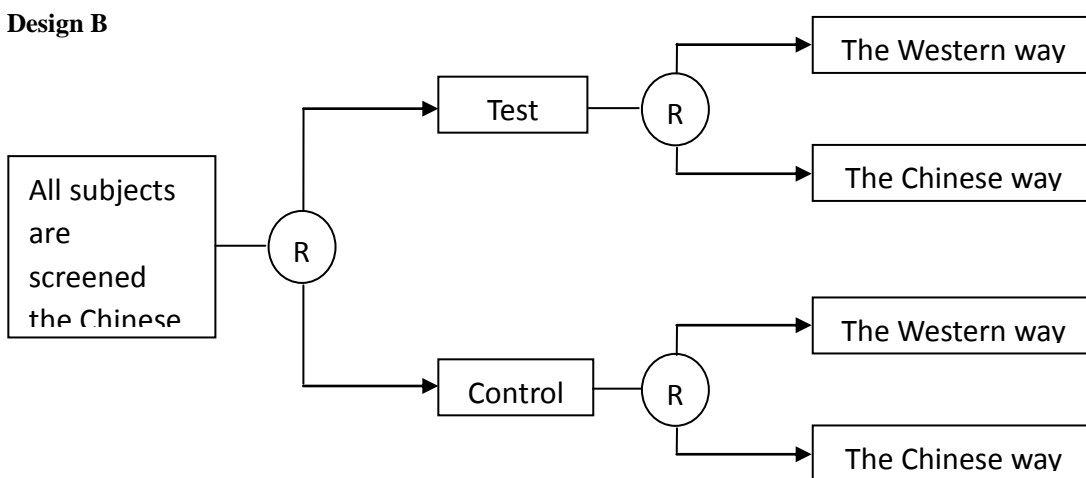 Design B
The Western way
Test
R
The Chinese way
All subjects
are
screened
the Chinese
R
The Western way
Control
R
The Chinese way